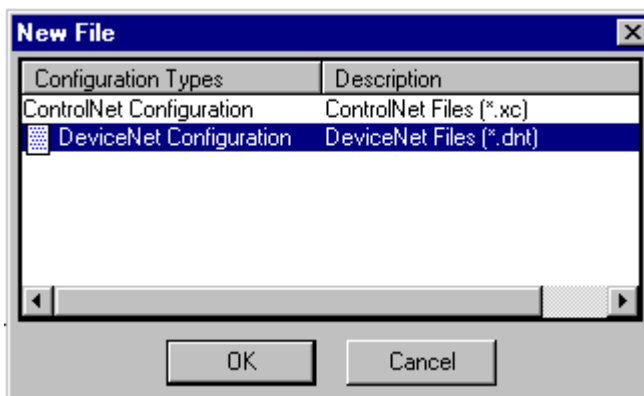 New File
Configuration Types Description
ControlNet Configuration ControlNet Files (*.xc)
DeviceNet Configuration DeviceNet Files (*.dnt)
OK Cancel